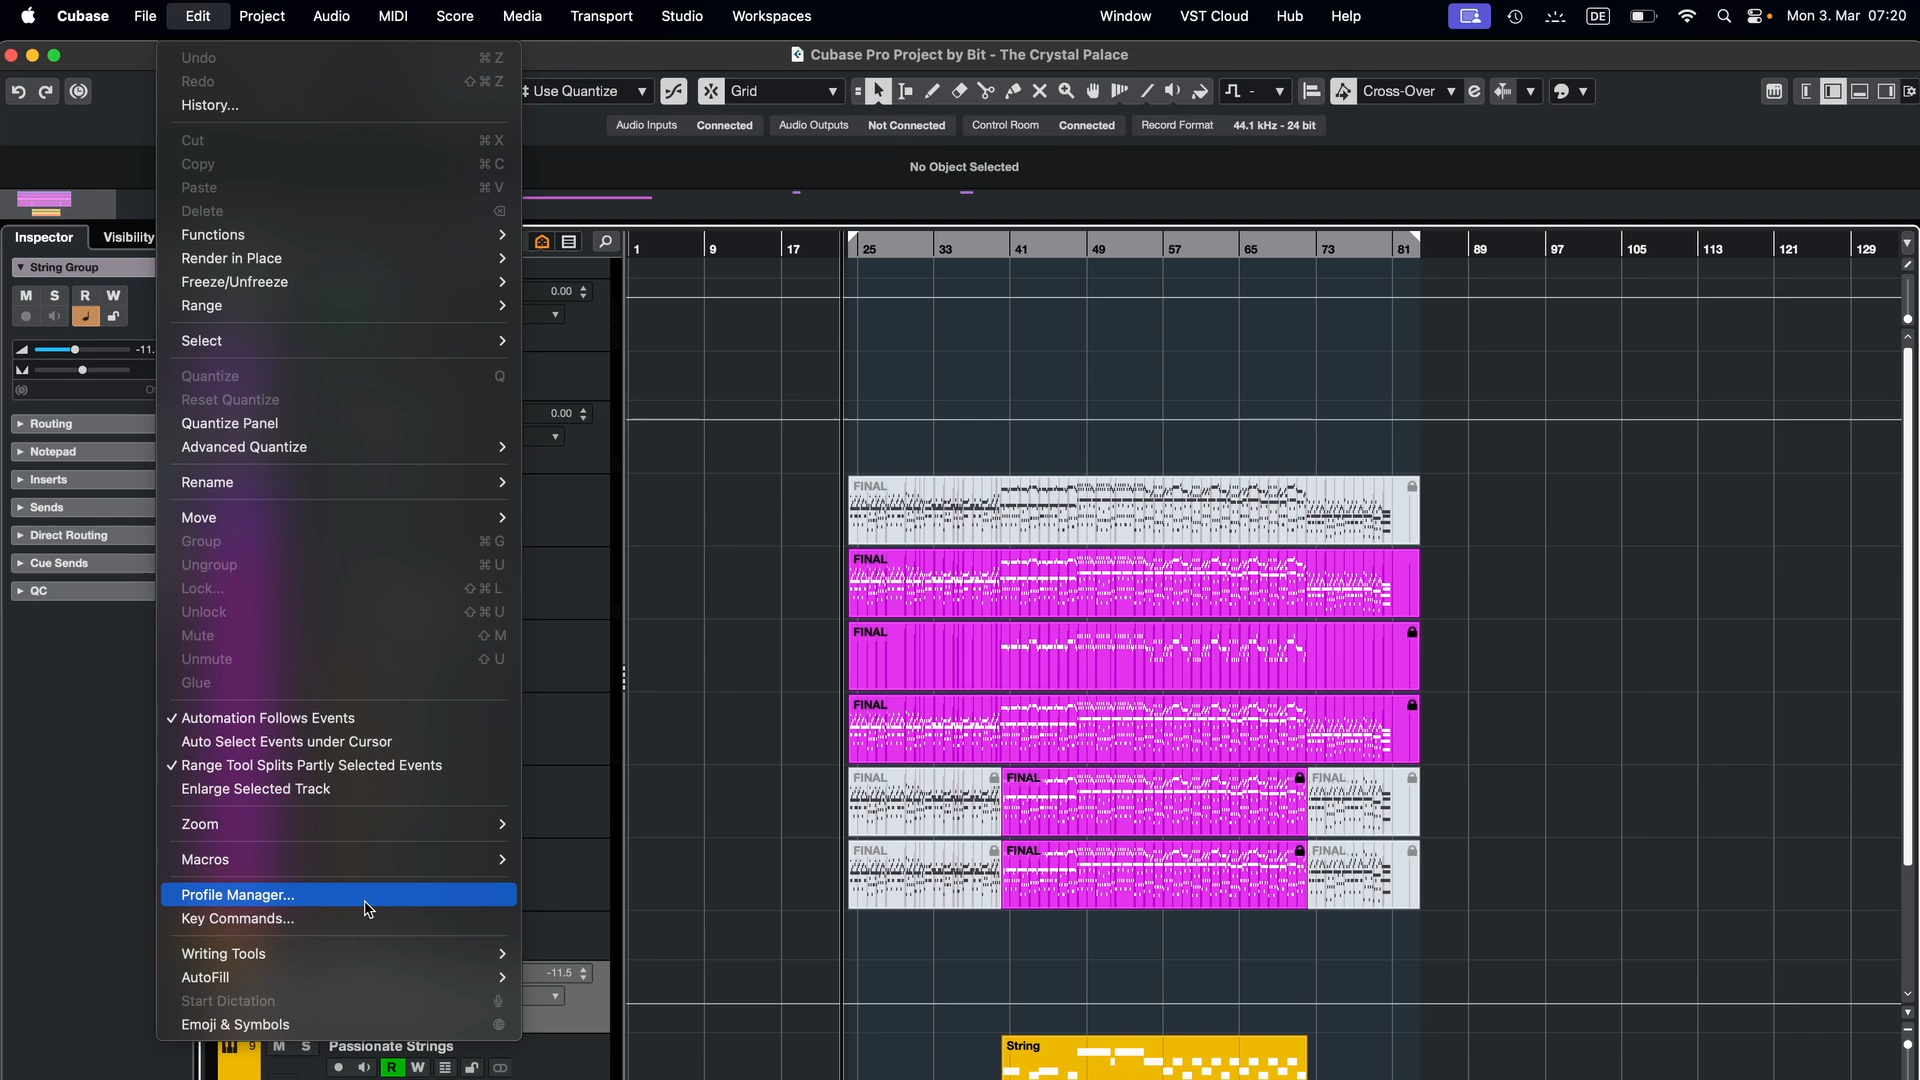 Cubase File Edit Project Audio MIDI Score Media Transport Studio Workspaces Window VST Cloud Hub Help DE Mon 3. Mar 07:20
Cubase Pro Project by Bit - The Crystal Palace
Use Quantize Grid Cross-Over
Audio Inputs Connected Audio Outputs Not Connected Control Room Connected Record Format 44.1 kHz - 24 bit
No Object Selected
Inspector Visibility
String Group
M S R W
-11.
Routing
Notepad
Inserts
Sends
Direct Routing
Cue Sends
QC
Undo ⌘ Z
Redo ⇧ ⌘ Z
History...
Cut ⌘ X
Copy ⌘ C
Paste ⌘ V
Delete
Functions
Render in Place
Freeze/Unfreeze
Range
Select
Quantize Q
Reset Quantize
Quantize Panel
Advanced Quantize
Rename
Move
Group ⌘ G
Ungroup ⌘ U
Lock... ⇧ ⌘ L
Unlock ⇧ ⌘ U
Mute ⇧ M
Unmute ⇧ U
Glue
✓ Automation Follows Events
Auto Select Events under Cursor
✓ Range Tool Splits Partly Selected Events
Enlarge Selected Track
Zoom
Macros
Profile Manager...
Key Commands...
Writing Tools
AutoFill
Start Dictation
Emoji & Symbols
0.00
0.00
-11.5
9 M S Passionate Strings
R W
1 9 17 25 33 41 49 57 65 73 81 89 97 105 113 121 129
FINAL
FINAL
FINAL
FINAL
FINAL FINAL FINAL
FINAL FINAL FINAL
String